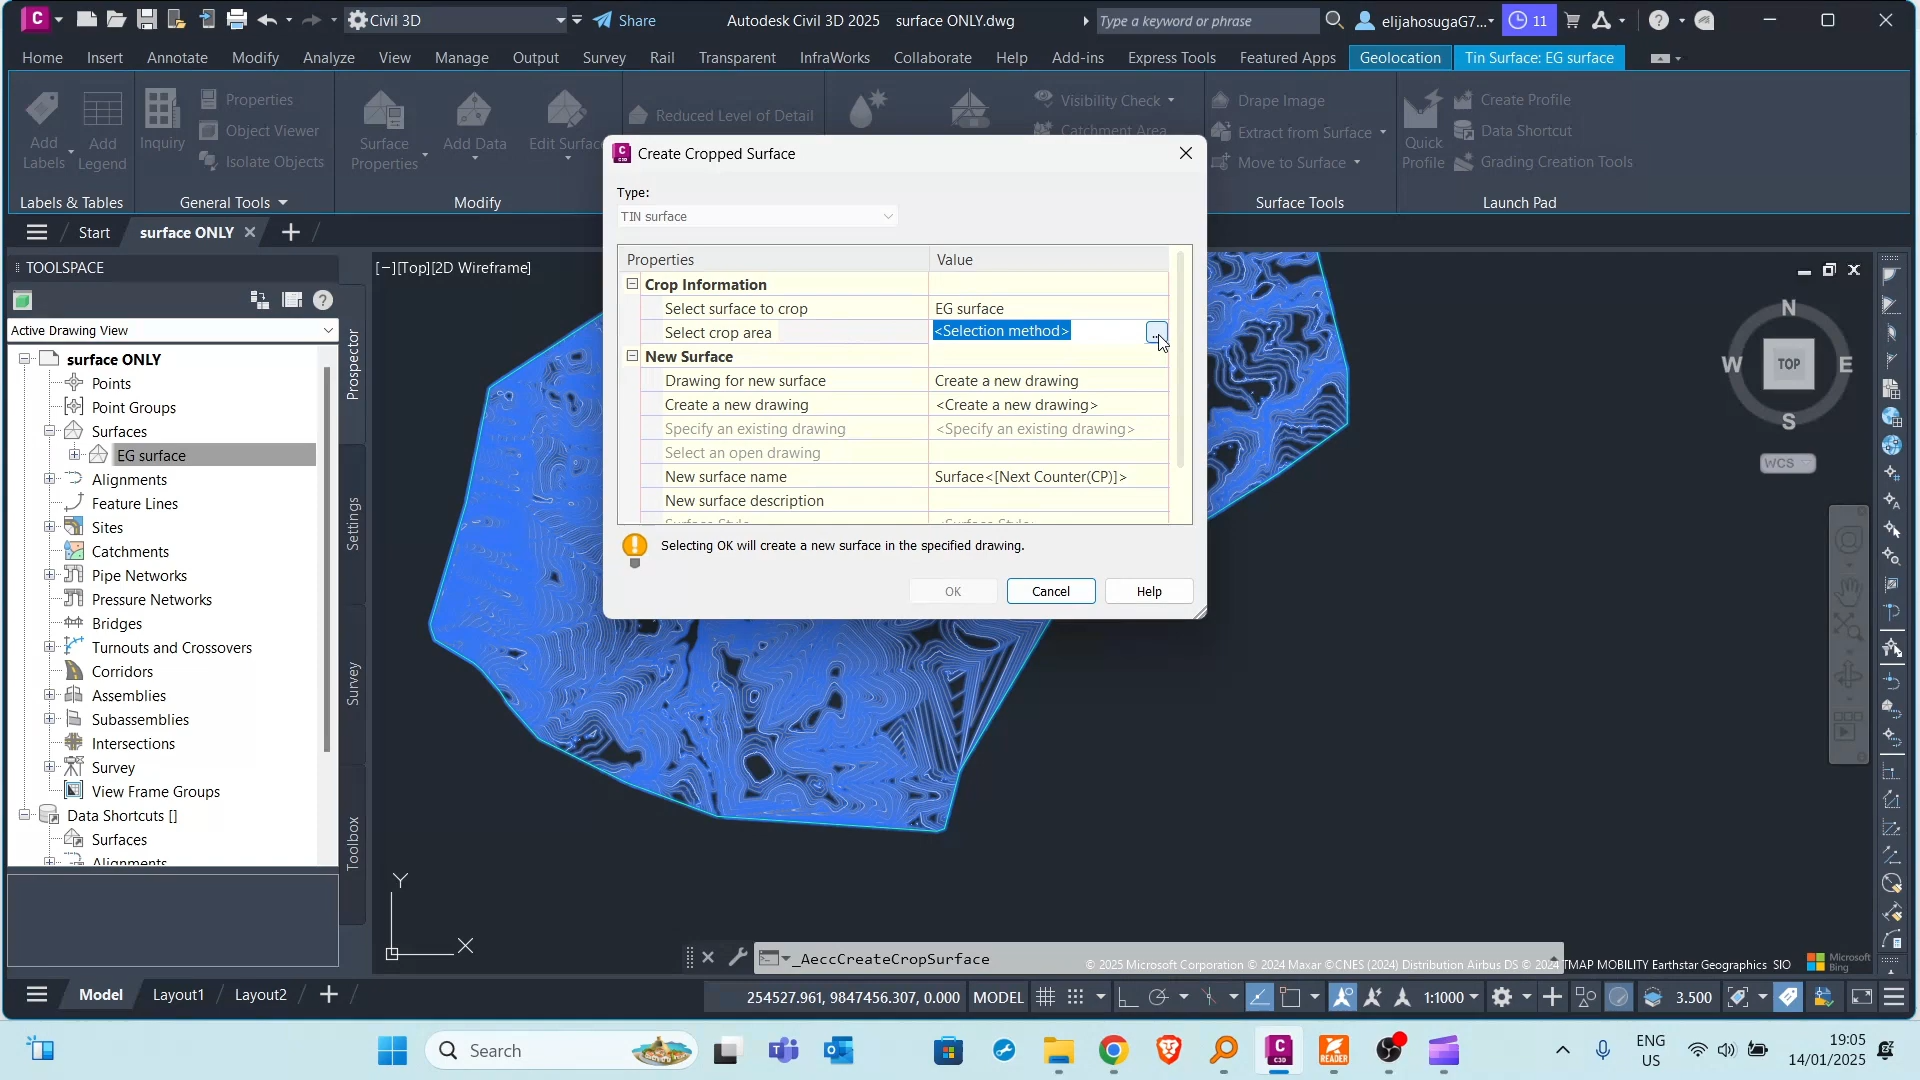 C
Civil 3D
Share
Autodesk Civil 3D 2025 surface ONLY.dwg
Type a keyword or phrase
elijahosugaG7...
11
Home Insert Annotate Modify Analyze View Manage Output Survey Rail Transparent InfraWorks Collaborate Help Add-ins Express Tools Featured Apps Geolocation Tin Surface: EG surface
Add Labels
Add Legend
Labels & Tables
Inquiry
Properties
Object Viewer
Isolate Objects
General Tools
Surface Properties
Add Data
Edit Surface
Modify
Reduced Level of Detail
Visibility Check
Catchment Area
Drape Image
Extract from Surface
Move to Surface
Surface Tools
Quick Profile
Create Profile
Data Shortcut
Grading Creation Tools
Launch Pad
Start
surface ONLY
TOOLSPACE
Active Drawing View
surface ONLY
Points
Point Groups
Surfaces
EG surface
Alignments
Feature Lines
Sites
Catchments
Pipe Networks
Pressure Networks
Bridges
Turnouts and Crossovers
Corridors
Assemblies
Subassemblies
Intersections
Survey
View Frame Groups
Data Shortcuts []
Surfaces
Alignments
Prospector
Settings
Survey
Toolbox
[−][Top][2D Wireframe]
Create Cropped Surface
Type:
TIN surface
Properties Value
Crop Information
Select surface to crop EG surface
Select crop area <Selection method>
...
New Surface
Drawing for new surface Create a new drawing
Create a new drawing <Create a new drawing>
Specify an existing drawing <Specify an existing drawing>
Select an open drawing
New surface name Surface<[Next Counter(CP)]>
New surface description
Surface Style <Surface Style>
Selecting OK will create a new surface in the specified drawing.
OK Cancel Help
N
W TOP E
S
WCS
Y
X
_AeccCreateCropSurface
© 2025 Microsoft Corporation © 2024 Maxar ©CNES (2024) Distribution Airbus DS © 2024 TMAP MOBILITY Earthstar Geographics SIO
Microsoft Bing
Model Layout1 Layout2
254527.961, 9847456.307, 0.000 MODEL
1:1000
3.500
Search
C3D
READER
ENG
US
19:05
14/01/2025